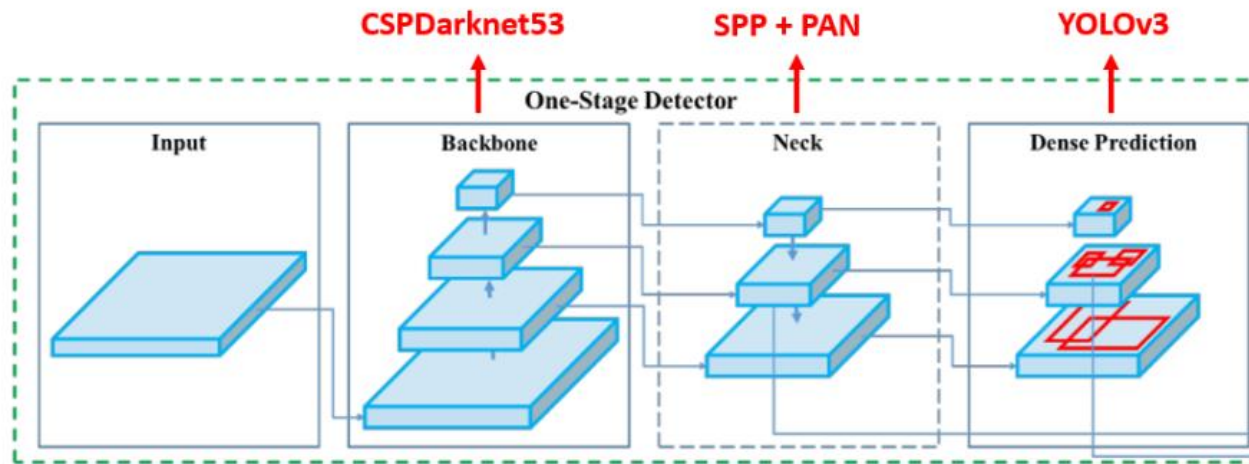 CSPDarknet53
SPP + PAN
YOLOv3
One-Stage Detector
Input
Backbone
Neck
Dense Prediction